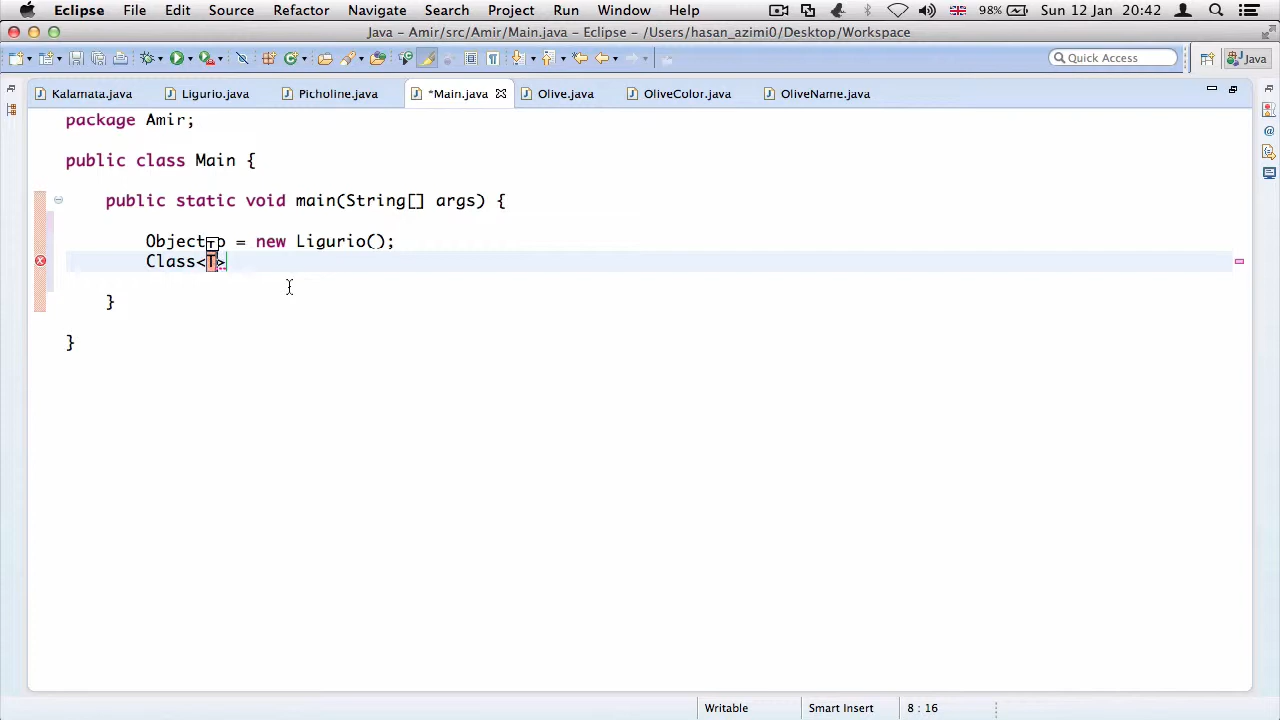 Eclipse File Edit Source Refactor Navigate Search Project Run Window Help 98% Sun 12 Jan 20:42
Java - Amir/src/Amir/Main.java - Eclipse - /Users/hasan_azimi0/Desktop/Workspace
Quick Access Java
Kalamata.java Ligurio.java Picholine.java *Main.java Olive.java OliveColor.java OliveName.java
package Amir;
public class Main {
public static void main(String[] args) {
Object o = new Ligurio();
Class<T>
}
}
Writable Smart Insert 8 : 16